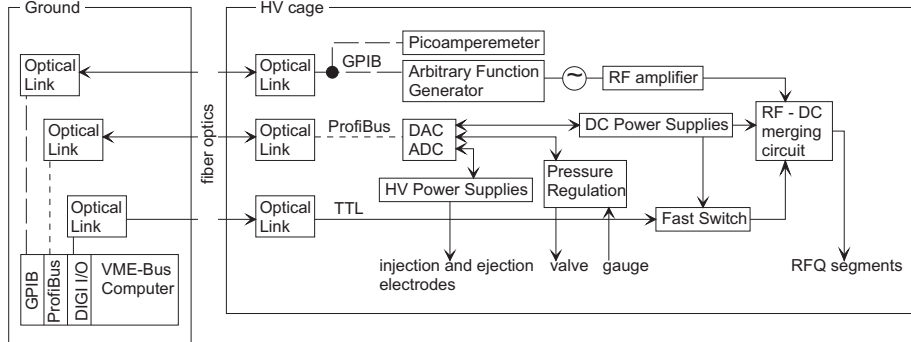 Ground
HV cage
Optical
Link
Optical
Link
GPIB
Picoamperemeter
Arbitrary Function
Generator
~
RF amplifier
Optical
Link
fiber optics
Optical
Link
ProfiBus
DAC
ADC
DC Power Supplies
RF - DC
merging
circuit
HV Power Supplies
Pressure
Regulation
Optical
Link
Optical
Link
TTL
Fast Switch
GPIB
ProfiBus
DIGI I/O
VME-Bus
Computer
injection and ejection
electrodes
valve
gauge
RFQ segments